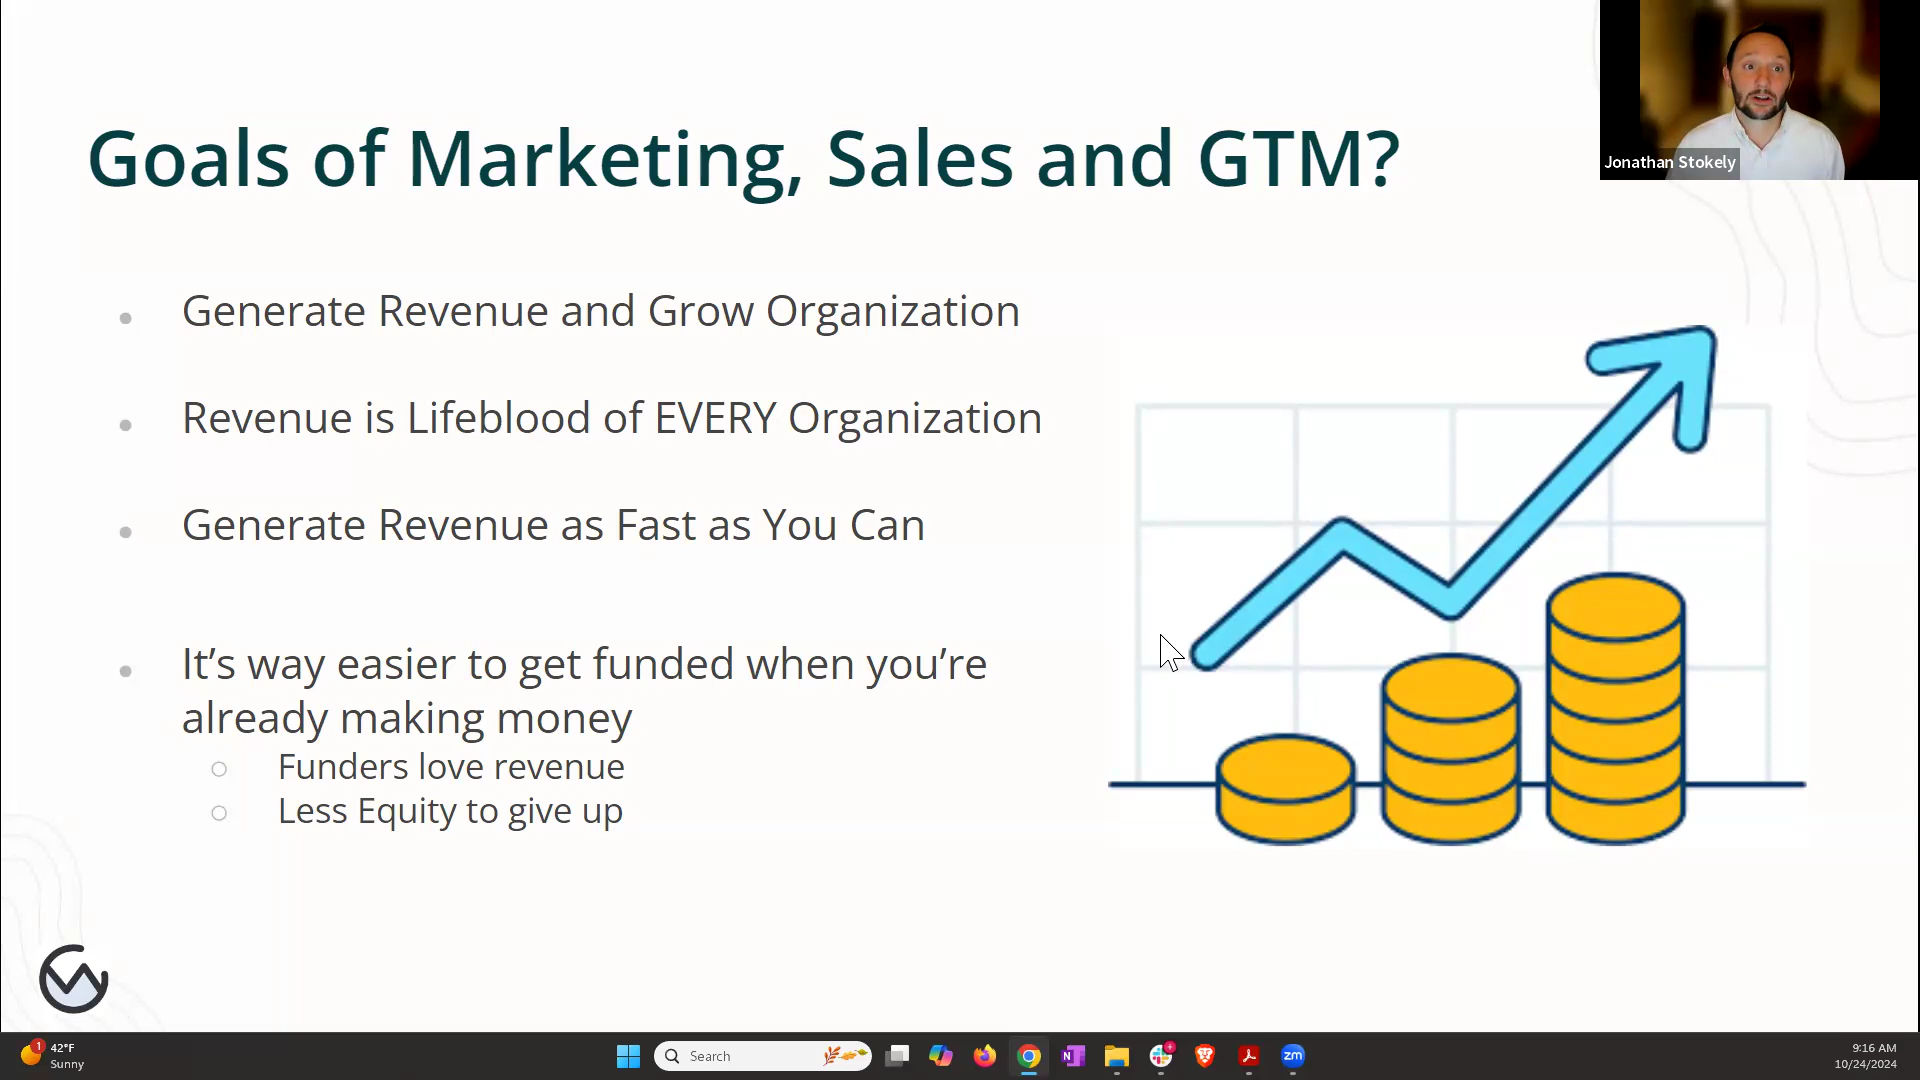 Goals of Marketing, Sales and GTM?
Jonathan Stokely
Generate Revenue and Grow Organization
Revenue is Lifeblood of EVERY Organization
Generate Revenue as Fast as You Can
It’s way easier to get funded when you’re
already making money
Funders love revenue
Less Equity to give up
1
42°F
Sunny
Search
N
zm
9:16 AM
10/24/2024